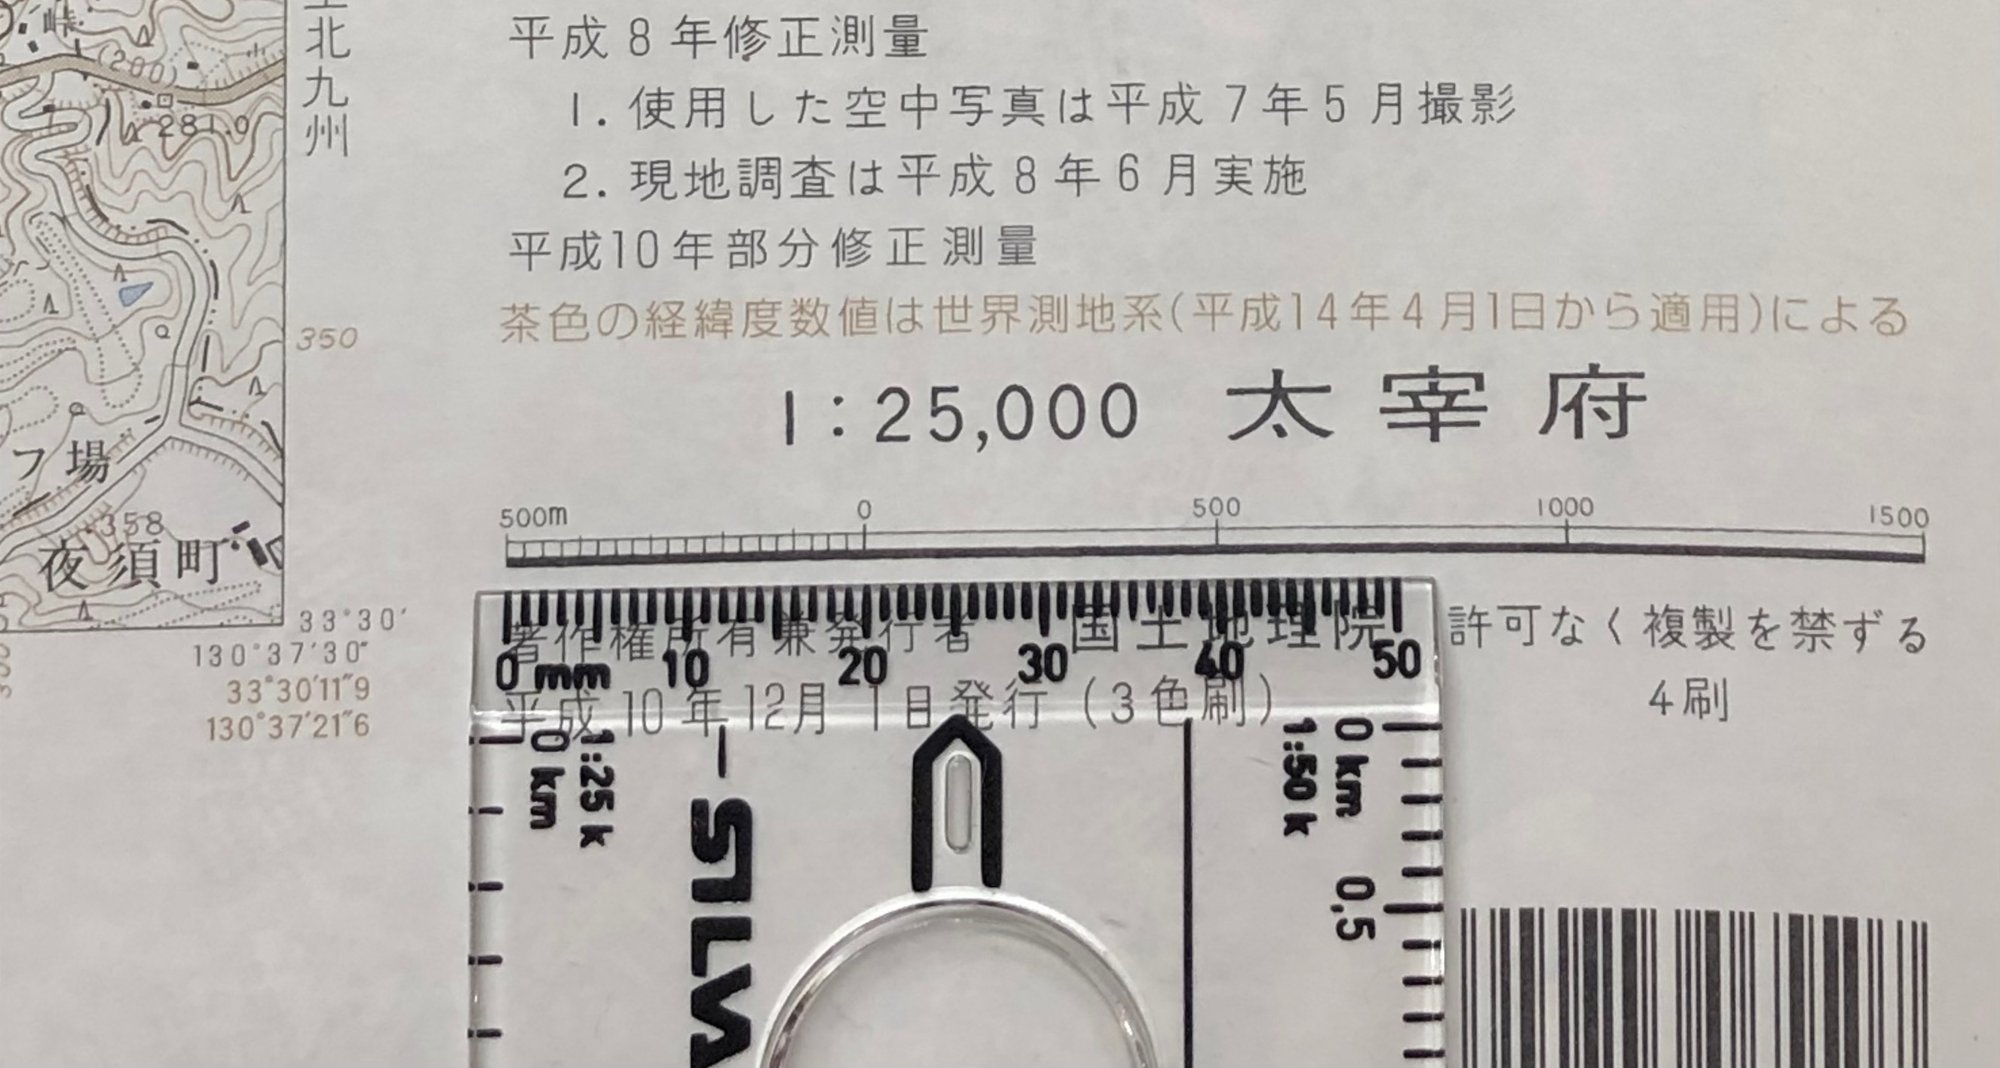 峠
(200)
281.0
北九州
350
フ場
358
夜須町
33°30′
130°37′30″
33°30′11″9
130°37′21″6
平成8年修正測量
1. 使用した空中写真は平成7年5月撮影
2. 現地調査は平成8年6月実施
平成10年部分修正測量
茶色の経緯度数値は世界測地系(平成14年4月1日から適用)による
1:25,000 太宰府
500m 0 500 1000 1500
著作権所有兼発行者 国土地理院 許可なく複製を禁ずる
0 mm 10 20 30 40 50
平成10年12月1日発行(3色刷) 4刷
0 km
1:25 k
SILVA
1:50 k
0 km 0,5